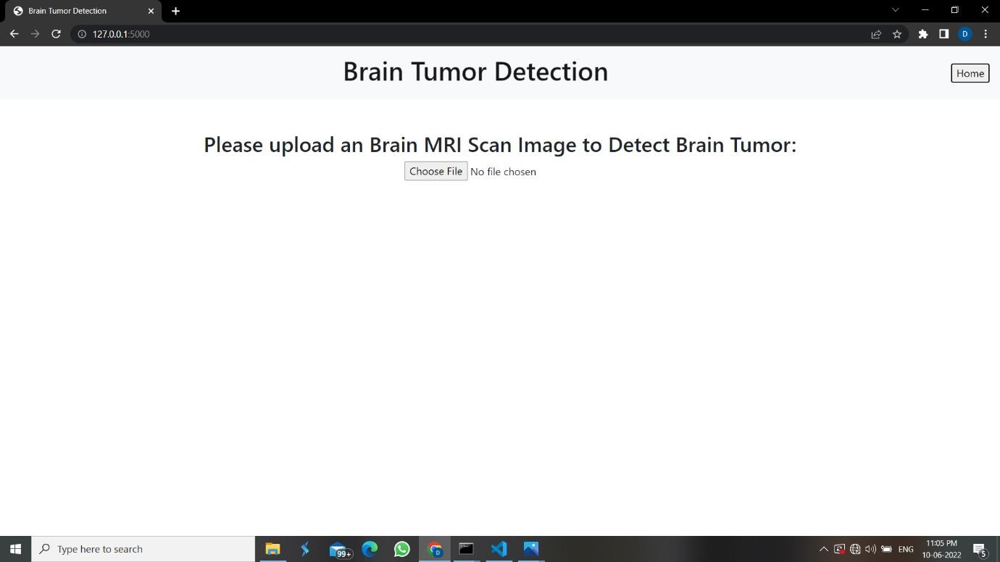 Brain Tumor Detection
127.0.0.1:5000
D
Brain Tumor Detection
Home
Please upload an Brain MRI Scan Image to Detect Brain Tumor:
Choose File No file chosen
Type here to search
99+
D
ENG
11:05 PM
10-06-2022
5